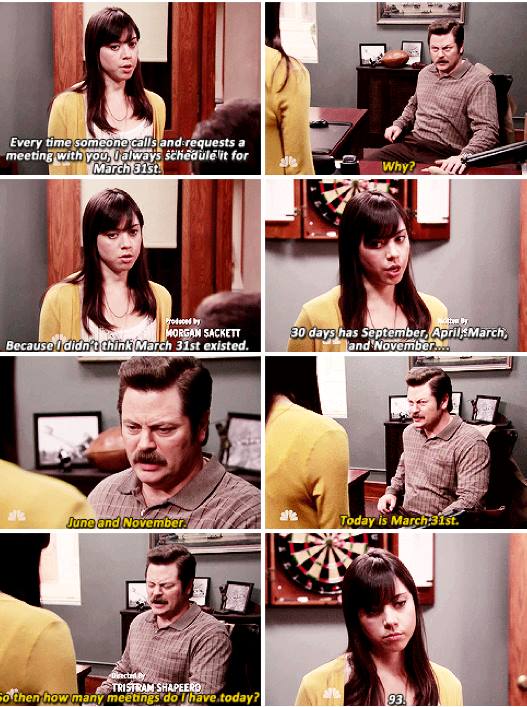 Every time someone calls and requests a
meeting with you, I always schedule it for
March 31st.
Why?
Produced by
MORGAN SACKETT
Because I didn't think March 31st existed.
Written By
30 days has September, April, March,
and November....
June and November.
Today is March 31st.
Directed By
TRISTRAM SHAPEERO
So then how many meetings do I have today?
93.